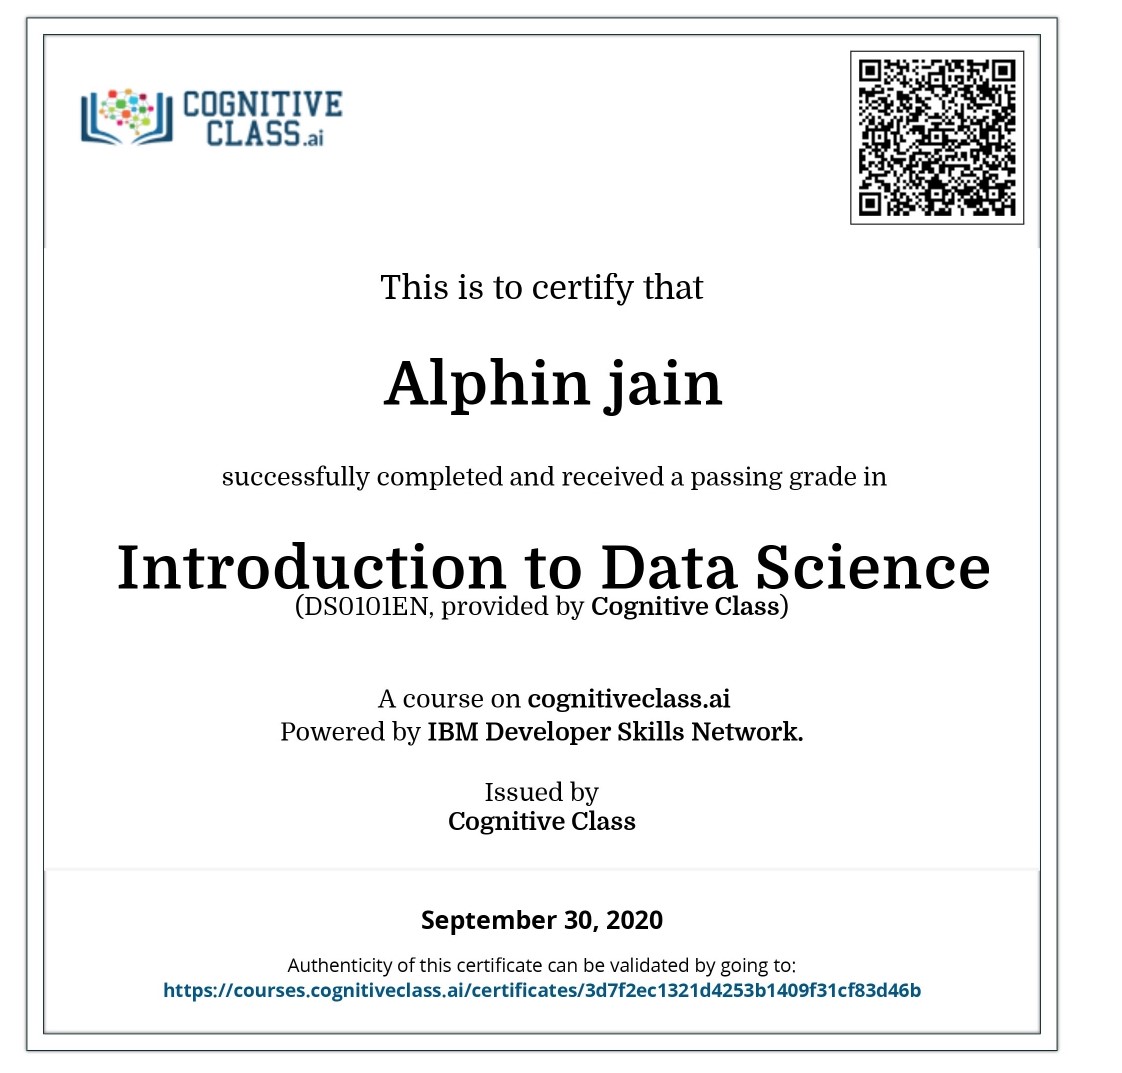 COGNITIVE
CLASS.ai
This is to certify that
Alphin jain
successfully completed and received a passing grade in
Introduction to Data Science
(DS0101EN, provided by Cognitive Class)
A course on cognitiveclass.ai
Powered by IBM Developer Skills Network.
Issued by
Cognitive Class
September 30, 2020
Authenticity of this certificate can be validated by going to:
https://courses.cognitiveclass.ai/certificates/3d7f2ec1321d4253b1409f31cf83d46b